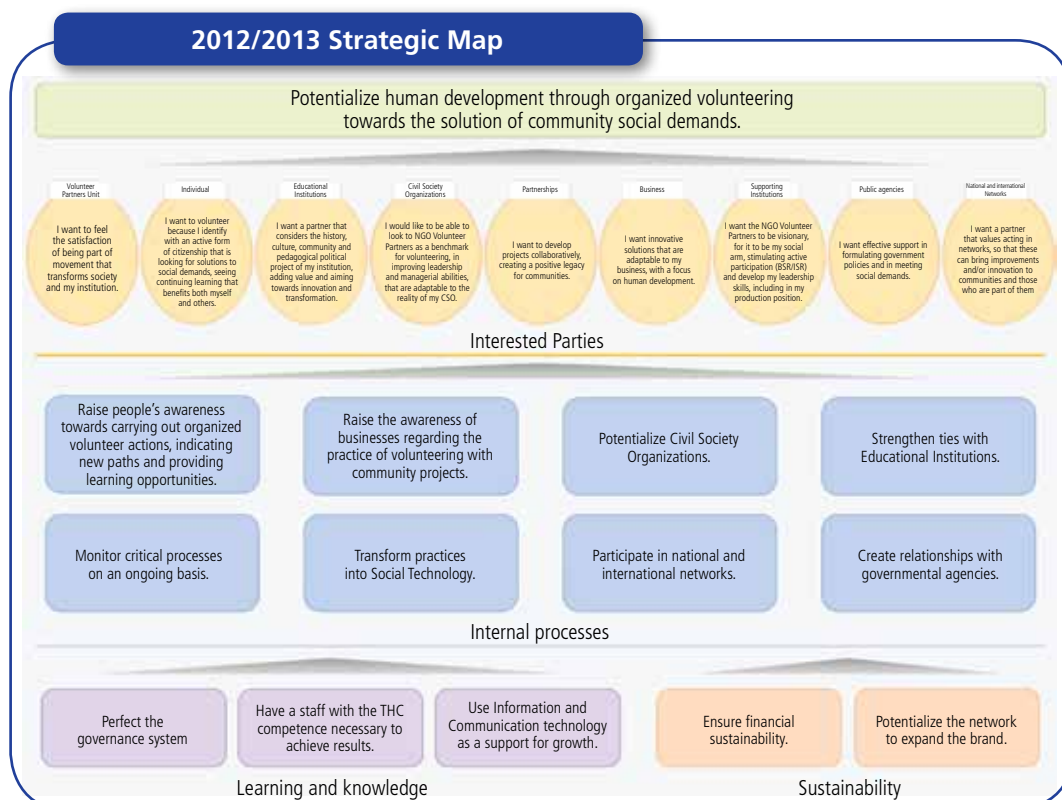 2012/2013 Strategic Map
Potentialize human development through organized volunteering
towards the solution of community social demands.
Volunteer
Partners Unit
I want to feel
the satisfaction
of being part of
movement that
transforms society
and my institution.
Individual
I want to volunteer
because I identify
with an active form
of citizenship that is
looking for solutions to
social demands, seeing
continuing learning that
benefits both myself
and others.
Educational
Institutions
I want a partner that
considers the history,
culture, community and
pedagogical political
project of my institution,
adding value and aiming
towards innovation and
transformation.
Civil Society
Organizations
I would like to be able to
look to NGO Volunteer
Partners as a benchmark
for volunteering, in
improving leadership
and managerial abilities,
that are adaptable to the
reality of my CSO.
Partnerships
I want to develop
projects collaboratively,
creating a positive legacy
for communities.
Business
I want innovative
solutions that are
adaptable to my
business, with a focus
on human development.
Supporting
Institutions
I want the NGO Volunteer
Partners to be visionary,
for it to be my social
arm, stimulating active
participation (BSR/ISR)
and develop my leadership
skills, including in my
production position.
Public agencies
I want effective support in
formulating government
policies and in meeting
social demands.
National and international
Networks
I want a partner
that values acting in
networks, so that these
can bring improvements
and/or innovation to
communities and those
who are part of them
Interested Parties
Raise people's awareness
towards carrying out organized
volunteer actions, indicating
new paths and providing
learning opportunities.
Raise the awareness of
businesses regarding the
practice of volunteering with
community projects.
Potentialize Civil Society
Organizations.
Strengthen ties with
Educational Institutions.
Monitor critical processes
on an ongoing basis.
Transform practices
into Social Technology.
Participate in national and
international networks.
Create relationships with
governmental agencies.
Internal processes
Perfect the
governance system
Have a staff with the THC
competence necessary to
achieve results.
Use Information and
Communication technology
as a support for growth.
Ensure financial
sustainability.
Potentialize the network
to expand the brand.
Learning and knowledge
Sustainability